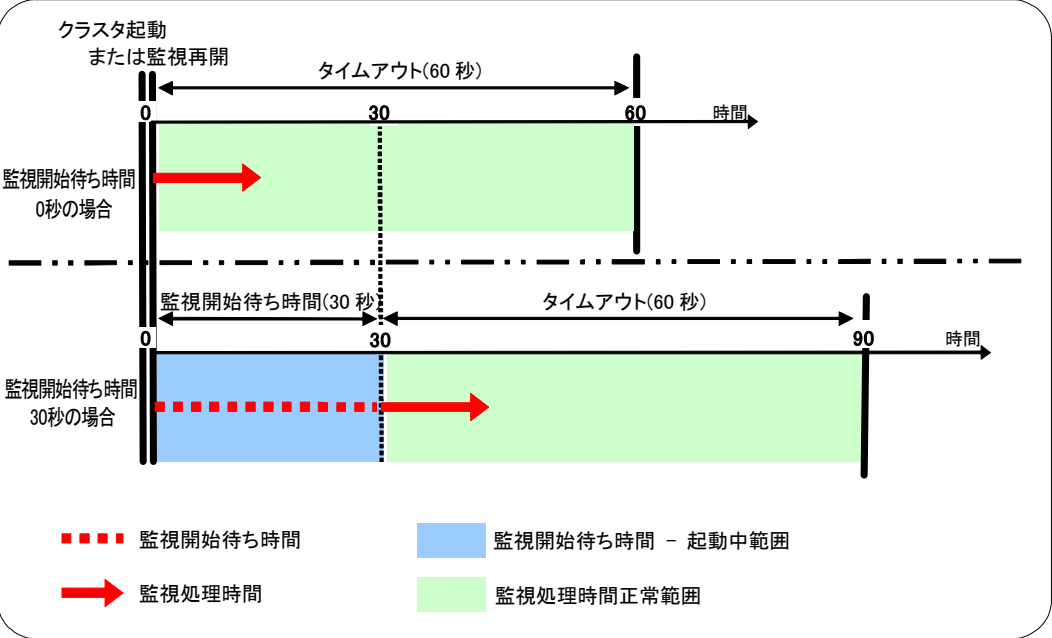 クラスタ起動
または監視再開
タイムアウト(60 秒)
0
30
60
時間
監視開始待ち時間
0秒の場合
監視開始待ち時間(30 秒)
タイムアウト(60 秒)
0
30
90
時間
監視開始待ち時間
30秒の場合
監視開始待ち時間
監視開始待ち時間 － 起動中範囲
監視処理時間
監視処理時間正常範囲